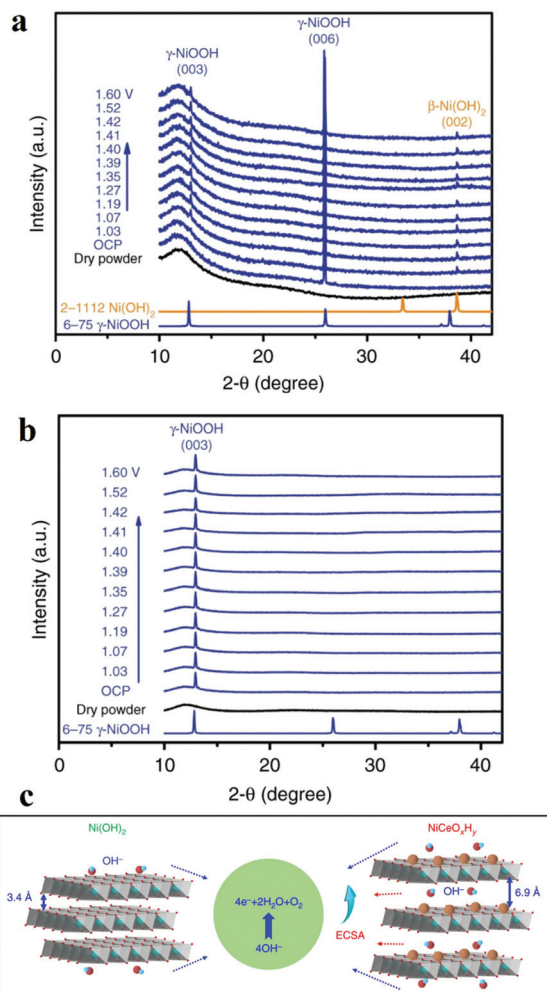 a
γ-NiOOH
(006)
γ-NiOOH
(003)
β-Ni(OH)₂
(002)
1.60 V
1.52
1.42
1.41
1.40
1.39
1.35
1.27
1.19
1.07
1.03
OCP
Dry powder
2–1112 Ni(OH)₂
6–75 γ-NiOOH
Intensity (a.u.)
0 10 20 30 40
2-θ (degree)
b
γ-NiOOH
(003)
1.60 V
1.52
1.42
1.41
1.40
1.39
1.35
1.27
1.19
1.07
1.03
OCP
Dry powder
6–75 γ-NiOOH
Intensity (a.u.)
0 10 20 30 40
2-θ (degree)
c
Ni(OH)₂
OH⁻
3.4 Å
4e⁻+2H₂O+O₂
4OH⁻
ECSA
NiCeOₓHᵧ
OH⁻
6.9 Å